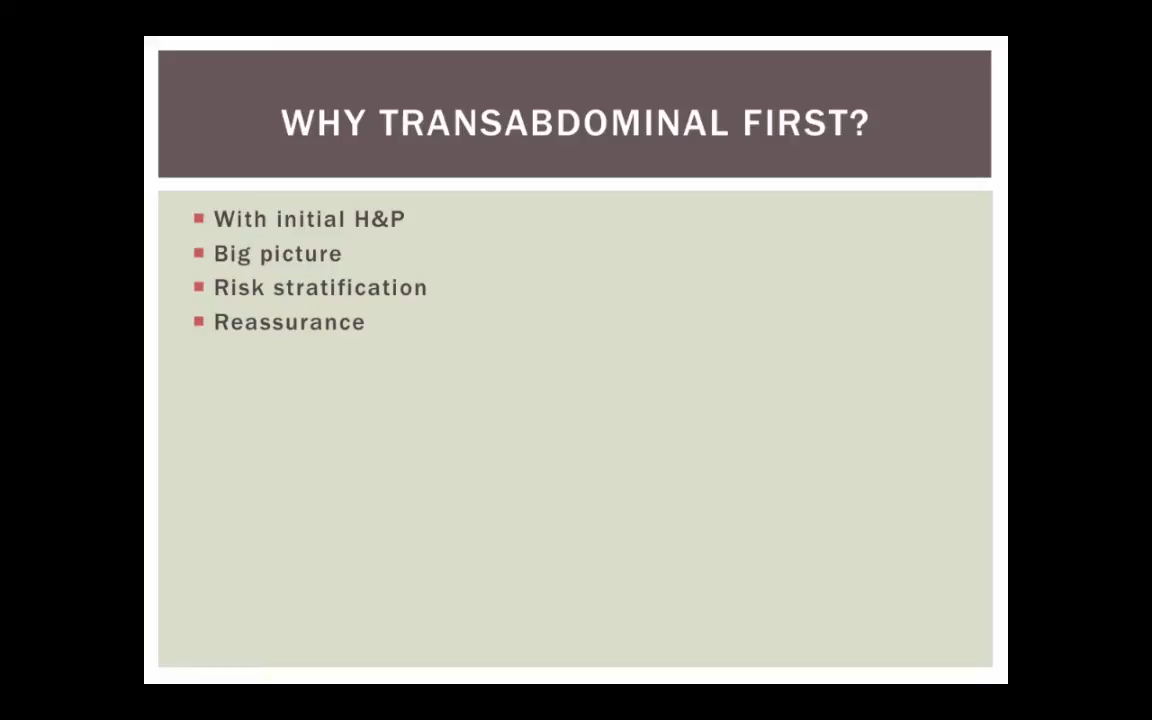 WHY TRANSABDOMINAL FIRST?
With initial H&P
Big picture
Risk stratification
Reassurance